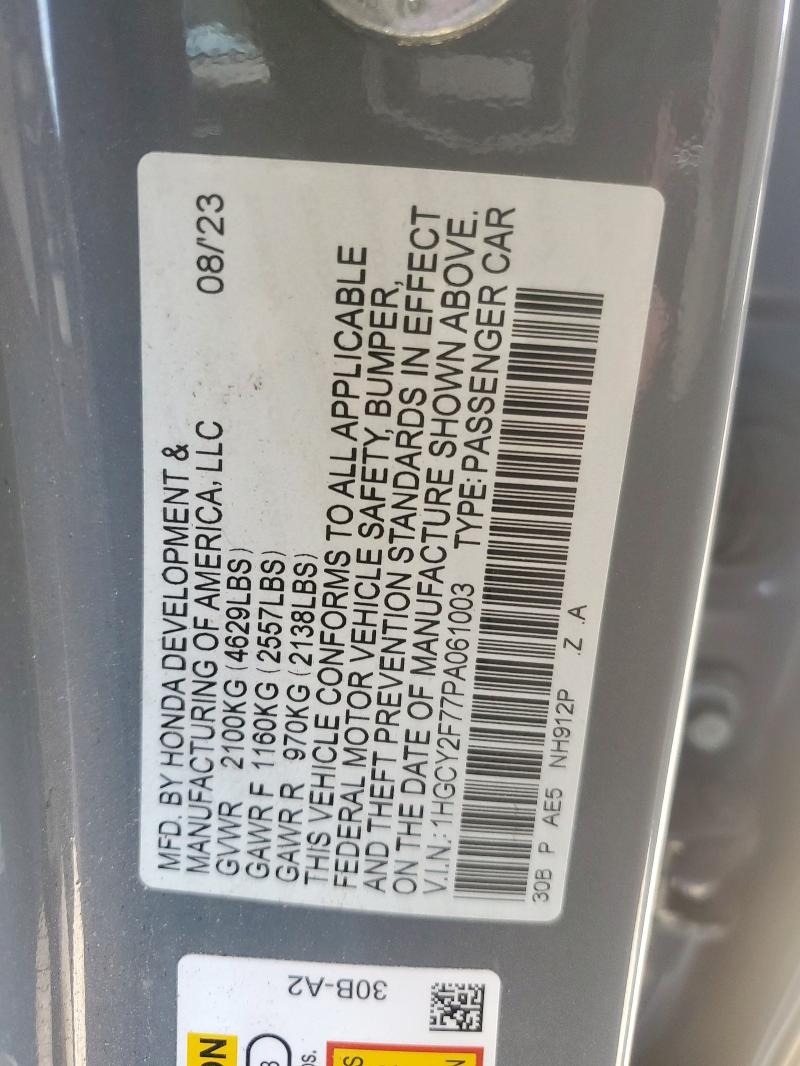 MFD. BY HONDA DEVELOPMENT &
MANUFACTURING OF AMERICA, LLC 08/'23
GVWR 2100KG (4629LBS)
GAWR F 1160KG (2557LBS)
GAWR R 970KG (2138LBS)
THIS VEHICLE CONFORMS TO ALL APPLICABLE
FEDERAL MOTOR VEHICLE SAFETY, BUMPER,
AND THEFT PREVENTION STANDARDS IN EFFECT
ON THE DATE OF MANUFACTURE SHOWN ABOVE.
V.I.N.: 1HGCY2F77PA061003 TYPE: PASSENGER CAR
30B P AE5 NH912P .Z .A
30B-A2